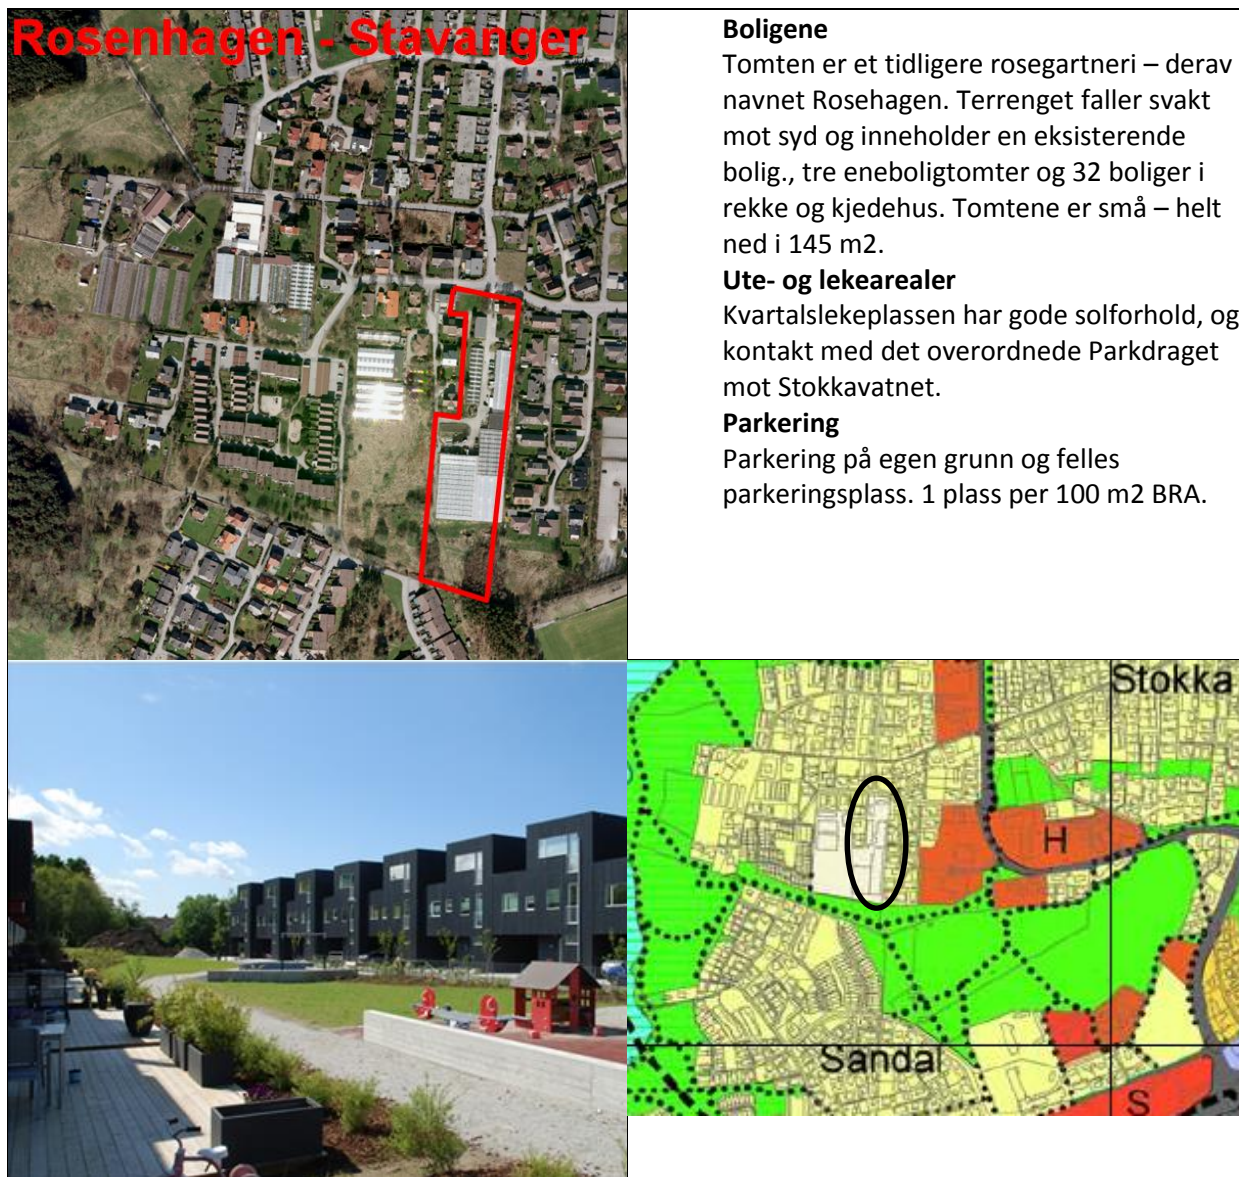 Rosenhagen - Stavanger
Boligene
Tomten er et tidligere rosegartneri – derav
navnet Rosehagen. Terrenget faller svakt
mot syd og inneholder en eksisterende
bolig., tre eneboligtomter og 32 boliger i
rekke og kjedehus. Tomtene er små – helt
ned i 145 m2.
Ute- og lekearealer
Kvartalslekeplassen har gode solforhold, og
kontakt med det overordnede Parkdraget
mot Stokkavatnet.
Parkering
Parkering på egen grunn og felles
parkeringsplass. 1 plass per 100 m2 BRA.
Stokka
H
Sandal
S